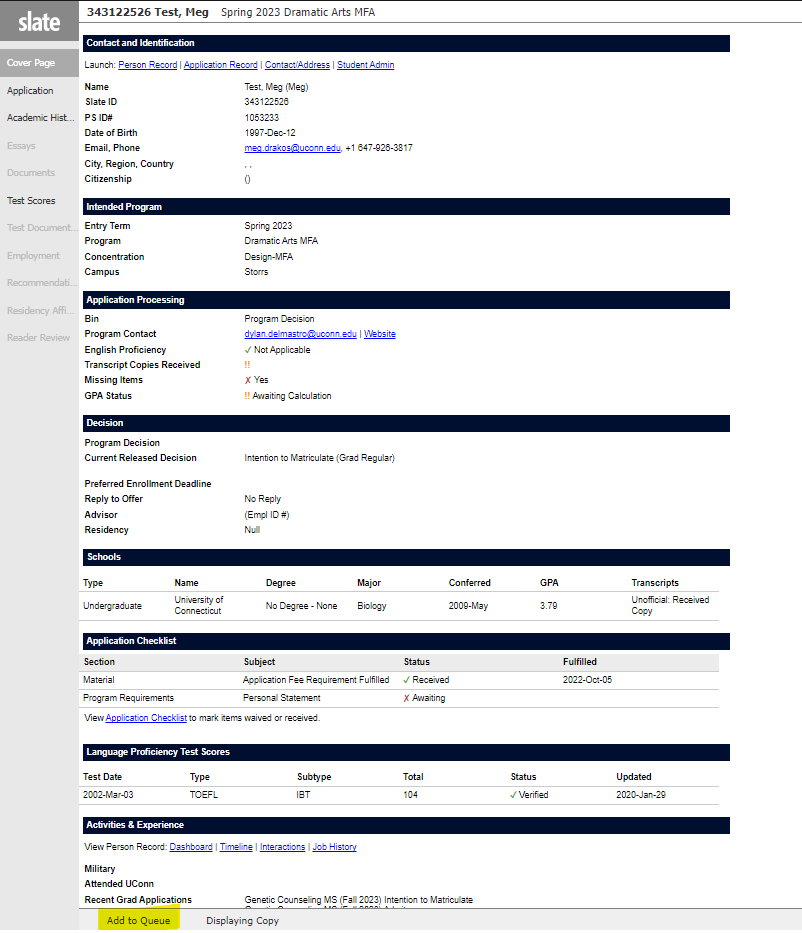 slate
343122526 Test, Meg Spring 2023 Dramatic Arts MFA
Cover Page
Application
Academic Hist...
Essays
Documents
Test Scores
Test Document...
Employment
Recommendati...
Residency Affi...
Reader Review
Contact and Identification
Launch: Person Record | Application Record | Contact/Address | Student Admin
Name Test, Meg (Meg)
Slate ID 343122526
PS ID# 1053233
Date of Birth 1997-Dec-12
Email, Phone meg.drakos@uconn.edu, +1 647-926-3817
City, Region, Country , ,
Citizenship ()
Intended Program
Entry Term Spring 2023
Program Dramatic Arts MFA
Concentration Design-MFA
Campus Storrs
Application Processing
Bin Program Decision
Program Contact dylan.delmastro@uconn.edu | Website
English Proficiency ✓ Not Applicable
Transcript Copies Received !!
Missing Items ✗ Yes
GPA Status !! Awaiting Calculation
Decision
Program Decision
Current Released Decision Intention to Matriculate (Grad Regular)
Preferred Enrollment Deadline
Reply to Offer No Reply
Advisor (Empl ID #)
Residency Null
Schools
Type Name Degree Major Conferred GPA Transcripts
Undergraduate University of Connecticut No Degree - None Biology 2009-May 3.79 Unofficial: Received Copy
Application Checklist
Section Subject Status Fulfilled
Material Application Fee Requirement Fulfilled ✓ Received 2022-Oct-05
Program Requirements Personal Statement ✗ Awaiting
View Application Checklist to mark items waived or received.
Language Proficiency Test Scores
Test Date Type Subtype Total Status Updated
2002-Mar-03 TOEFL IBT 104 ✓ Verified 2020-Jan-29
Activities & Experience
View Person Record: Dashboard | Timeline | Interactions | Job History
Military
Attended UConn
Recent Grad Applications Genetic Counseling MS (Fall 2023) Intention to Matriculate
Add to Queue Displaying Copy